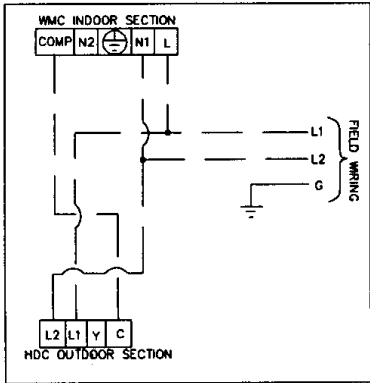 WMC INDOOR SECTION
COMP N2 N1 L
L1
L2
G
FIELD WIRING
L2 L1 Y C
HDC OUTDOOR SECTION